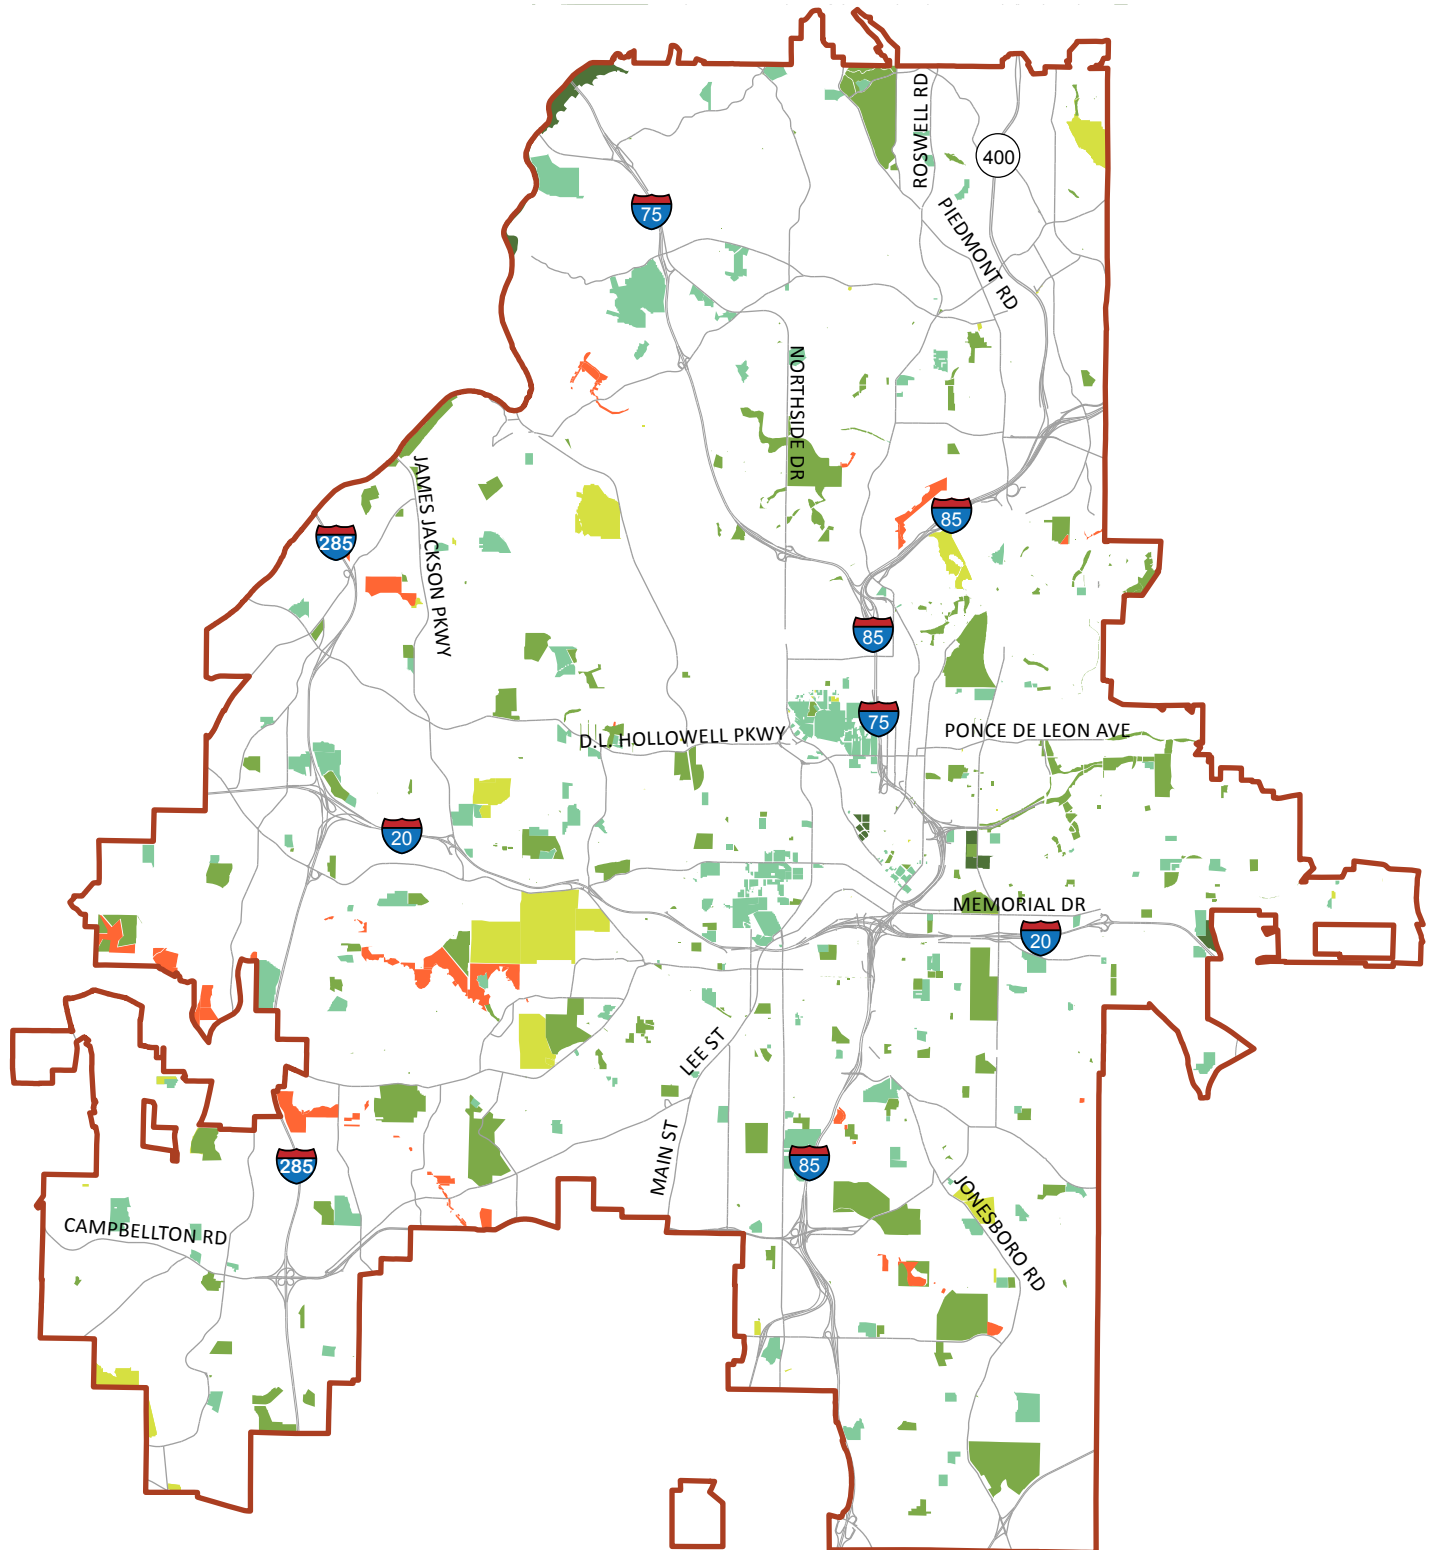 ROSWELL RD
400
75
PIEDMONT RD
NORTHSIDE DR
JAMES JACKSON PKWY
85
285
85
75
D.L. HOLLOWELL PKWY
PONCE DE LEON AVE
20
MEMORIAL DR
20
LEE ST
MAIN ST
85
285
JONESBORO RD
CAMPBELLTON RD